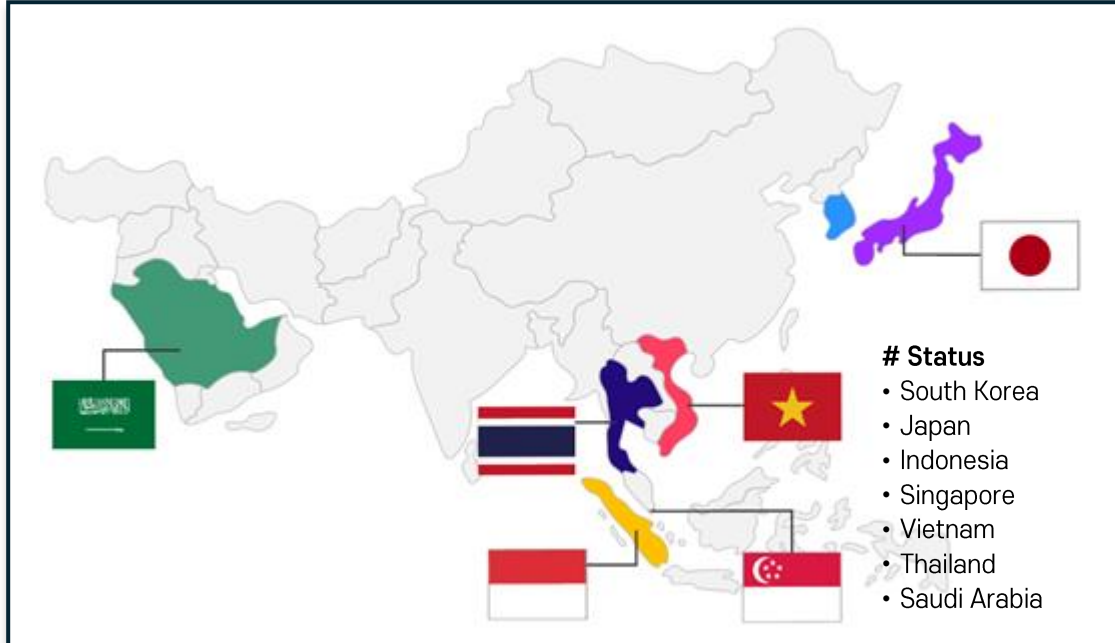 # Status
• South Korea
• Japan
• Indonesia
• Singapore
• Vietnam
• Thailand
• Saudi Arabia